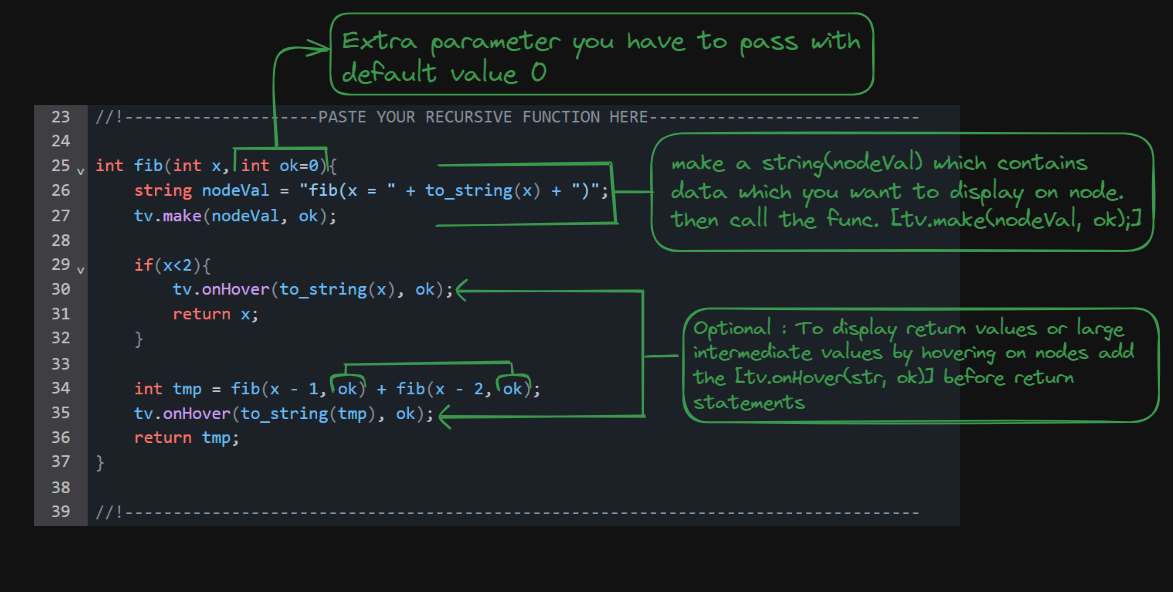 Extra parameter you have to pass with
default value 0
23 //!--------------------PASTE YOUR RECURSIVE FUNCTION HERE----------------------------
24
25 int fib(int x, int ok=0){
26 string nodeVal = "fib(x = " + to_string(x) + ")";
27 tv.make(nodeVal, ok);
28
29 if(x<2){
30 tv.onHover(to_string(x), ok);
31 return x;
32 }
33
34 int tmp = fib(x - 1, ok) + fib(x - 2, ok);
35 tv.onHover(to_string(tmp), ok);
36 return tmp;
37 }
38
39 //!----------------------------------------------------------------------------------
make a string(nodeVal) which contains
data which you want to display on node.
then call the func. [tv.make(nodeVal, ok);]
Optional : To display return values or large
intermediate values by hovering on nodes add
the [tv.onHover(str, ok)] before return
statements